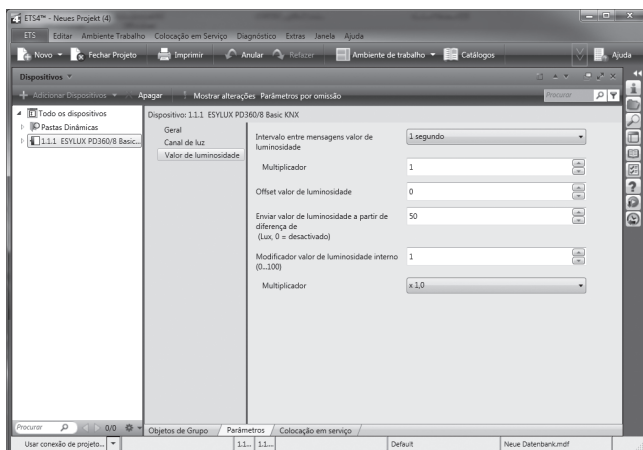 ETS4™ - Neues Projekt (4)
ETS Editar Ambiente Trabalho Colocação em Serviço Diagnóstico Extras Janela Ajuda
Novo Fechar Projeto Imprimir Anular Refazer Ambiente de trabalho Catálogos Ajuda
Dispositivos
Adicionar Dispositivos Apagar Mostrar alterações Parâmetros por omissão Procurar
Todo os dispositivos
Pastas Dinâmicas
1.1.1 ESYLUX PD360/8 Basic...
Dispositivo: 1.1.1 ESYLUX PD360/8 Basic KNX
Geral
Canal de luz
Valor de luminosidade
Intervalo entre mensagens valor de
luminosidade
1 segundo
Multiplicador
1
Offset valor de luminosidade
0
Enviar valor de luminosidade a partir de
diferença de
(Lux, 0 = desactivado)
50
Modificador valor de luminosidade interno
(0...100)
1
Multiplicador
x 1,0
Procurar 0/0
Objetos de Grupo Parâmetros Colocação em serviço
Usar conexão de projeto... 1.1... 1.1.... Default Neue Datenbank.mdf